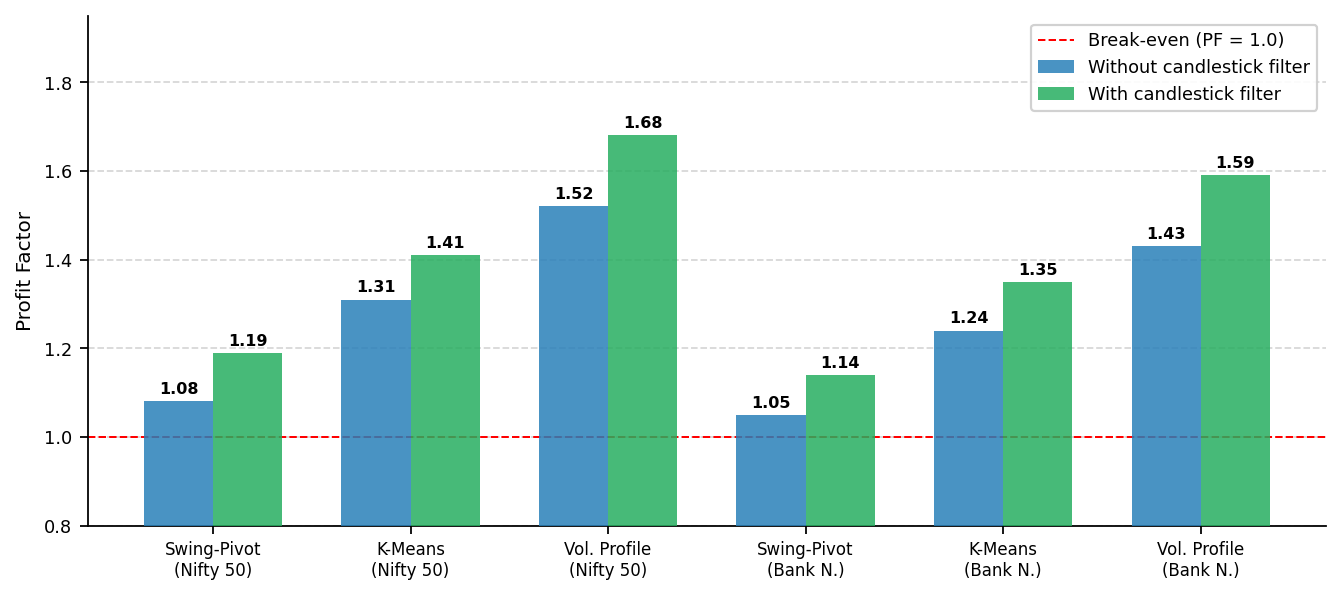 Profit Factor
1.8
1.6
1.4
1.2
1.0
0.8
Break-even (PF = 1.0)
Without candlestick filter
With candlestick filter
1.08
1.19
1.31
1.41
1.52
1.68
1.05
1.14
1.24
1.35
1.43
1.59
Swing-Pivot
(Nifty 50)
K-Means
(Nifty 50)
Vol. Profile
(Nifty 50)
Swing-Pivot
(Bank N.)
K-Means
(Bank N.)
Vol. Profile
(Bank N.)